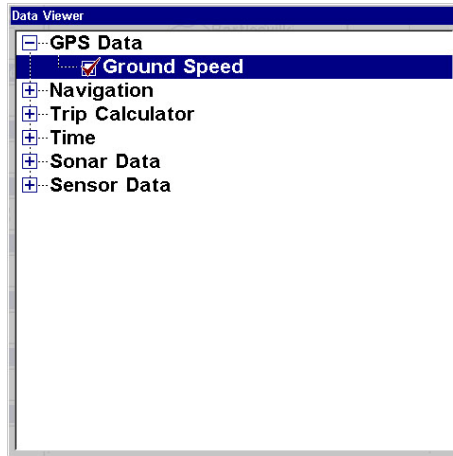 Data Viewer
GPS Data
Ground Speed
Navigation
Trip Calculator
Time
Sonar Data
Sensor Data